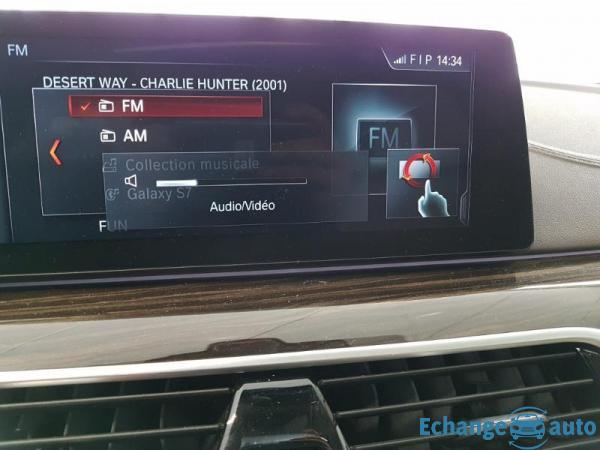 FM
FIP 14:34
DESERT WAY - CHARLIE HUNTER (2001)
FM
AM
FM
Collection musicale
Galaxy S7
Audio/Vidéo
FUN
Echange auto